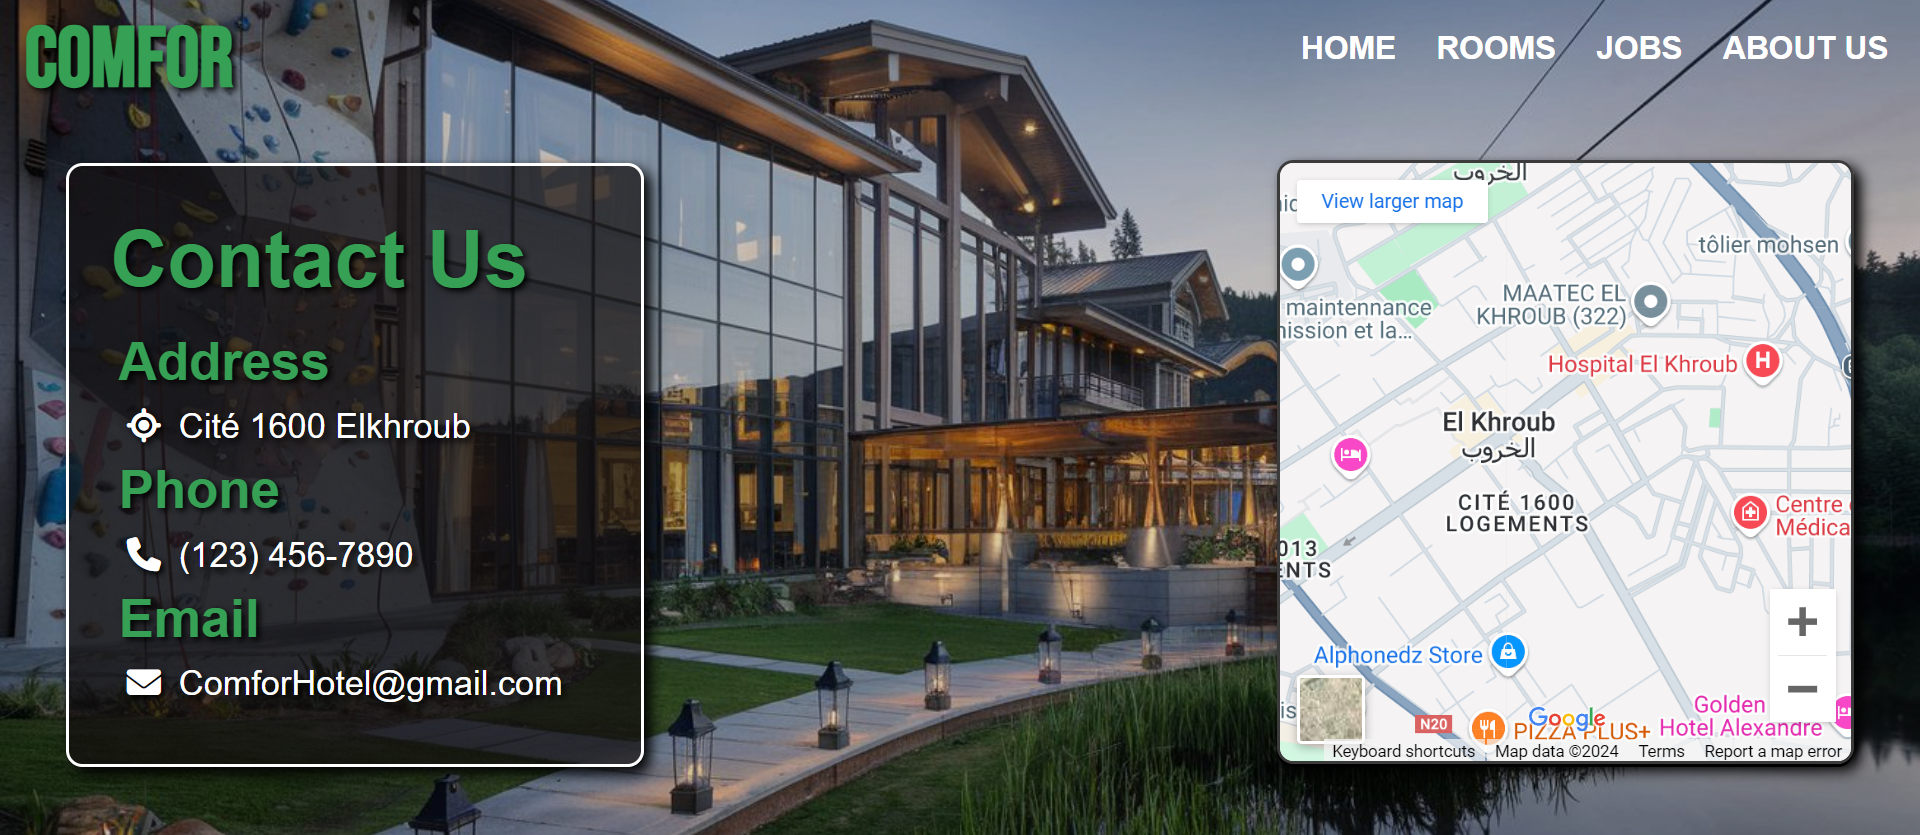 COMFOR
HOME ROOMS JOBS ABOUT US
Contact Us
Address
Cité 1600 Elkhroub
Phone
(123) 456-7890
Email
ComforHotel@gmail.com
الخروب
View larger map
tôlier mohsen
maintennance
ission et la...
MAATEC EL
KHROUB (322)
Hospital El Khroub
H
El Khroub
الخروب
CITÉ 1600
LOGEMENTS
Centre
Médica
013
ENTS
Alphonedz Store
N20
PIZZA PLUS+
Google
Golden
Hotel Alexandre
Keyboard shortcuts Map data ©2024 Terms Report a map error